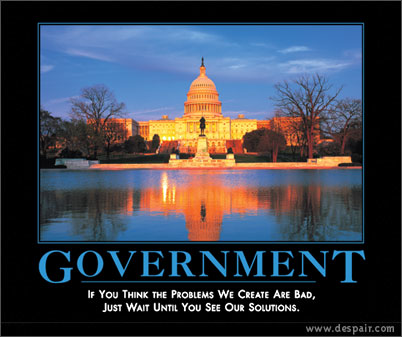 GOVERNMENT
IF YOU THINK THE PROBLEMS WE CREATE ARE BAD,
JUST WAIT UNTIL YOU SEE OUR SOLUTIONS.
www.despair.com